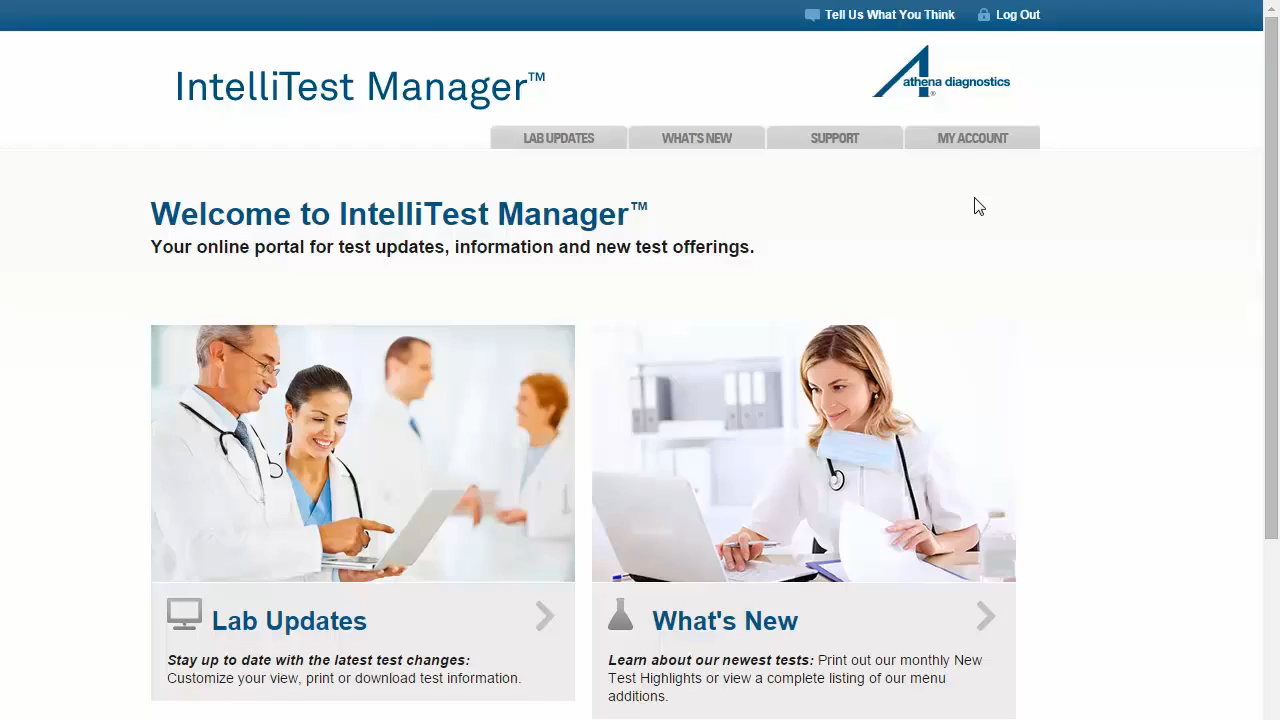 Tell Us What You Think Log Out
IntelliTest Manager™
athena diagnostics®
LAB UPDATES WHAT'S NEW SUPPORT MY ACCOUNT
Welcome to IntelliTest Manager™
Your online portal for test updates, information and new test offerings.
Lab Updates
Stay up to date with the latest test changes:
Customize your view, print or download test information.
What's New
Learn about our newest tests: Print out our monthly New
Test Highlights or view a complete listing of our menu
additions.